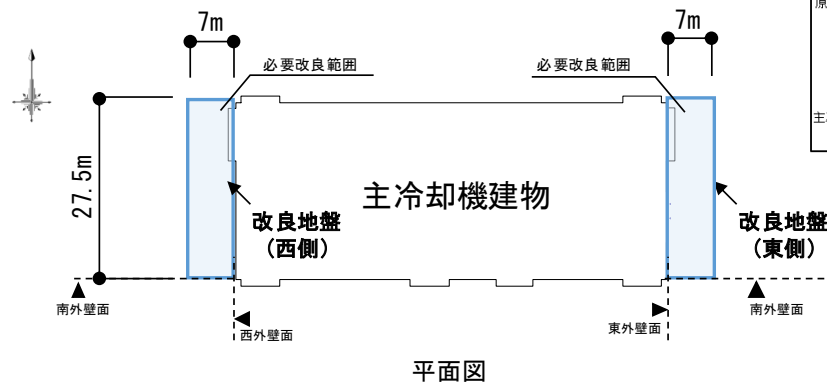 7m
7m
必要改良範囲
必要改良範囲
27.5m
主冷却機建物
改良地盤
(西側)
改良地盤
(東側)
南外壁面
西外壁面
東外壁面
南外壁面
平面図